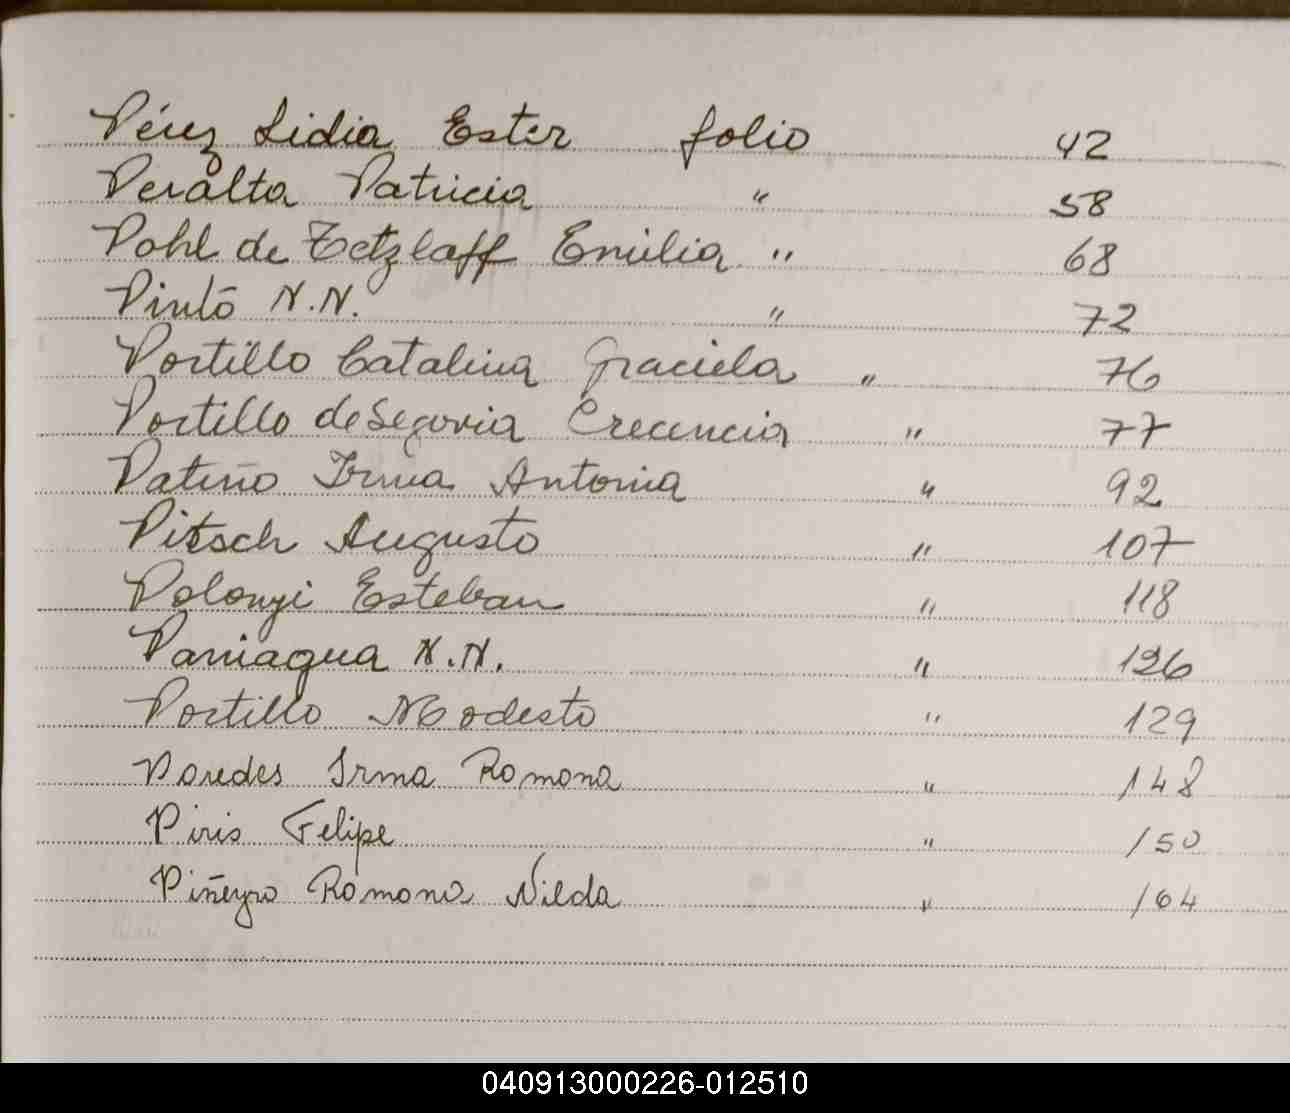 Pérez Lidia Ester folio 42
Peralta Patricia " 58
Pohl de Tetzlaff Emilia " 68
Pinto N.N. " 72
Portillo Catalina Graciela " 76
Portillo de Segovia Crecencia " 77
Patiño Irma Antonia " 92
Pitsch Augusto " 107
Polonyi Esteban " 118
Paniagua N.N. " 126
Portillo Modesto " 129
Paredes Irma Ramona " 148
Piris Felipe " 150
Piñeyro Ramona Nilda " 164
040913000226-012510